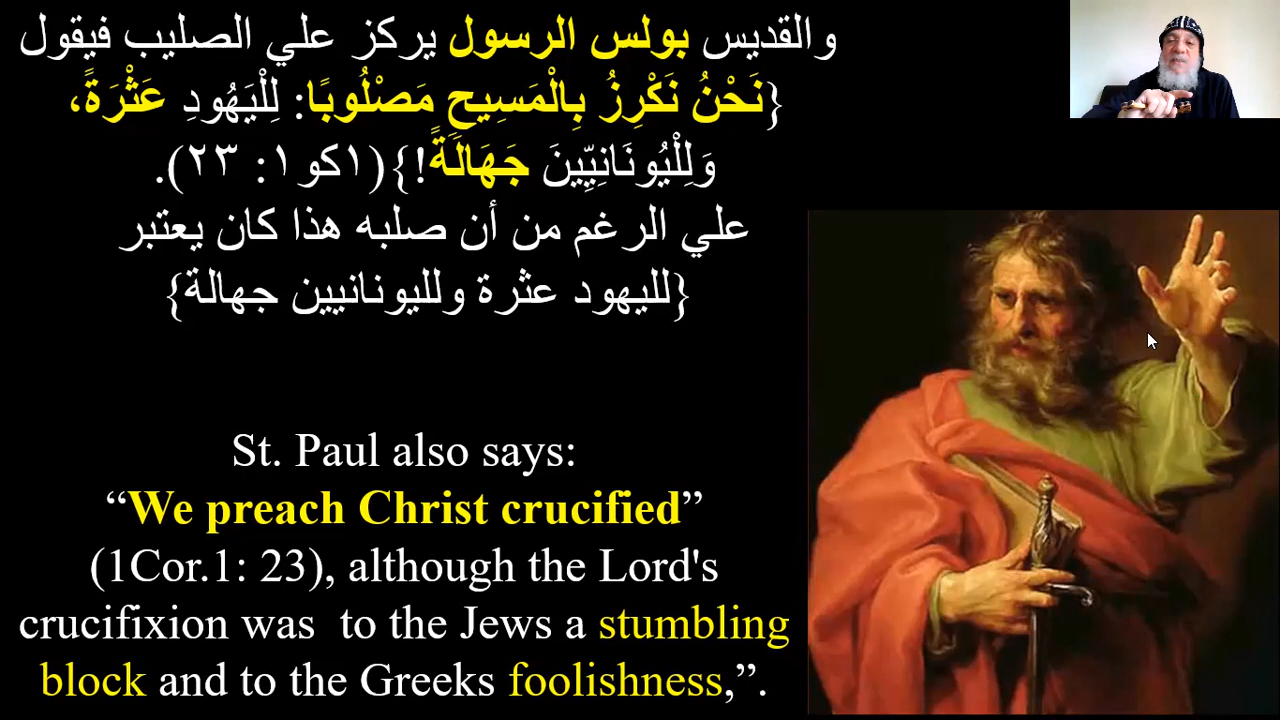 والقديس بولس الرسول يركز علي الصليب فيقول
{نَحْنُ نَكْرِزُ بِالْمَسِيحِ مَصْلُوبًا: لِلْيَهُودِ عَثْرَةً،
وَلِلْيُونَانِيِّينَ جَهَالَةً!}(١كو١: ٢٣).
علي الرغم من أن صلبه هذا كان يعتبر
{لليهود عثرة ولليونانيين جهالة}
St. Paul also says:
“We preach Christ crucified”
(1Cor.1: 23), although the Lord's
crucifixion was  to the Jews a stumbling
block and to the Greeks foolishness,”.